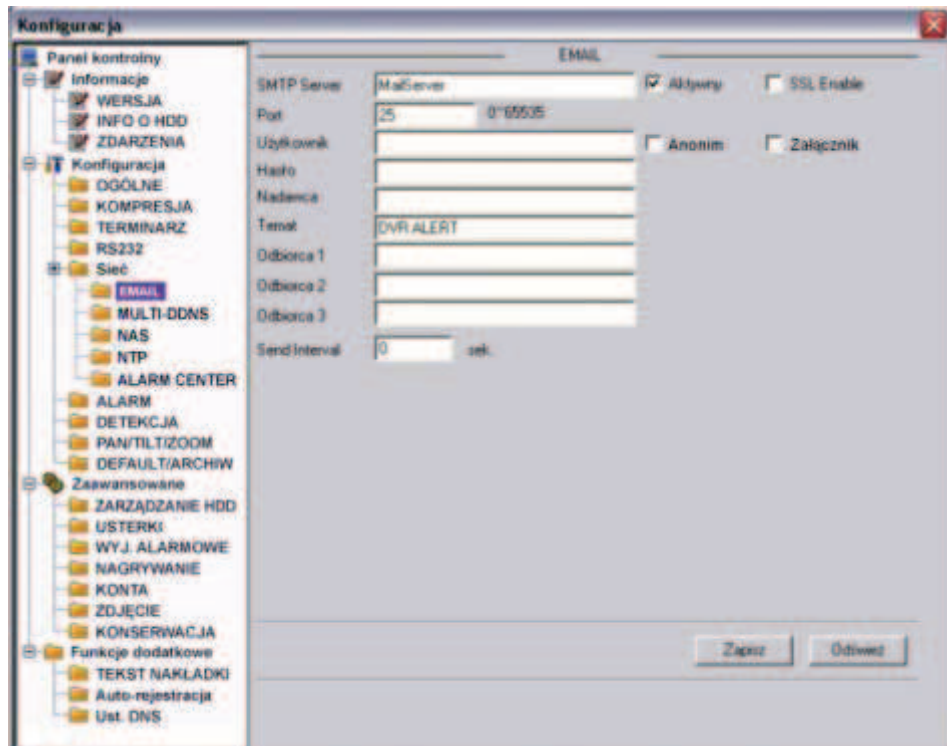 Konfiguracja
Panel kontrolny
Informacje
WERSJA
INFO O HDD
ZDARZENIA
Konfiguracja
OGÓLNE
KOMPRESJA
TERMINARZ
RS232
Sieć
EMAIL
MULTI-DDNS
NAS
NTP
ALARM CENTER
ALARM
DETEKCJA
PAN/TILT/ZOOM
DEFAULT/ARCHIW
Zaawansowane
ZARZĄDZANIE HDD
USTERKI
WYJ. ALARMOWE
NAGRYWANIE
KONTA
ZDJĘCIE
KONSERWACJA
Funkcje dodatkowe
TEKST NAKŁADKI
Auto-rejestracja
Ust. DNS
EMAIL
SMTP Server MailServer Aktywny SSL Enable
Port 25 0~65535
Użytkownik Anonim Załącznik
Hasło
Nadawca
Temat DVR ALERT
Odbiorca 1
Odbiorca 2
Odbiorca 3
Send Interval 0 sek.
Zapisz Odśwież